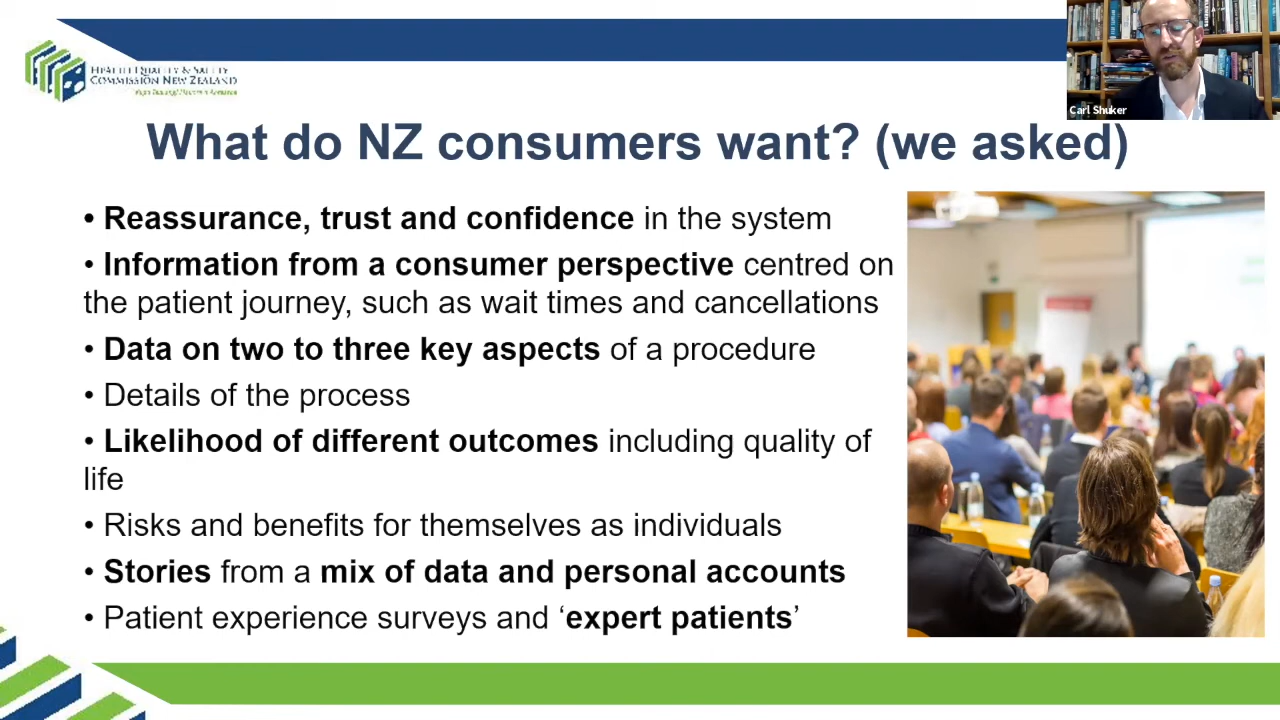 HEALTH QUALITY & SAFETY
COMMISSION NEW ZEALAND
Carl Shuker
What do NZ consumers want? (we asked)
• Reassurance, trust and confidence in the system
• Information from a consumer perspective centred on
the patient journey, such as wait times and cancellations
• Data on two to three key aspects of a procedure
• Details of the process
• Likelihood of different outcomes including quality of
life
• Risks and benefits for themselves as individuals
• Stories from a mix of data and personal accounts
• Patient experience surveys and ‘expert patients’